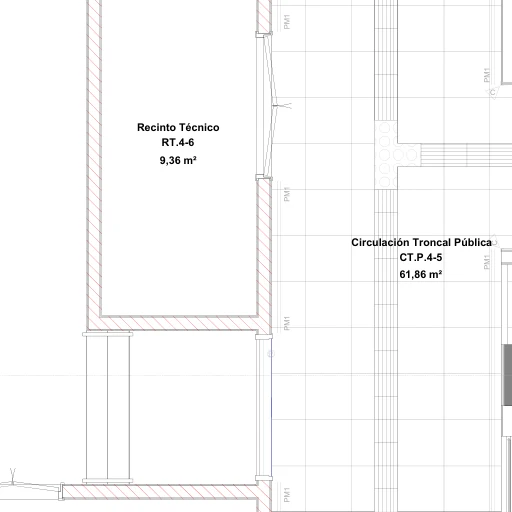 PM1
PM1
Recinto Técnico
RT.4-6
9,36 m²
PM1
Circulación Troncal Pública
CT.P.4-5
61,86 m²
PM1
PM1
PM1